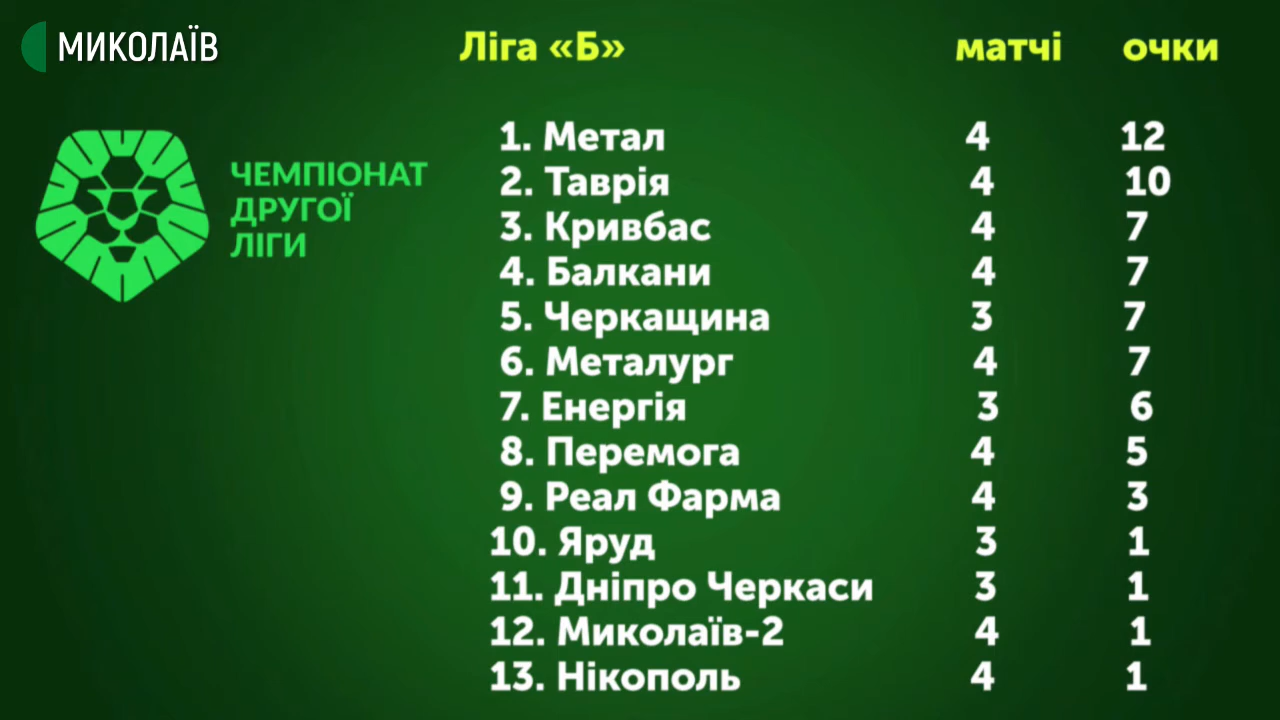 МИКОЛАЇВ
ЧЕМПІОНАТ
ДРУГОЇ
ЛІГИ
Ліга «Б» матчі очки
1. Метал 4 12
2. Таврія 4 10
3. Кривбас 4 7
4. Балкани 4 7
5. Черкащина 3 7
6. Металург 4 7
7. Енергія 3 6
8. Перемога 4 5
9. Реал Фарма 4 3
10. Яруд 3 1
11. Дніпро Черкаси 3 1
12. Миколаїв-2 4 1
13. Нікополь 4 1